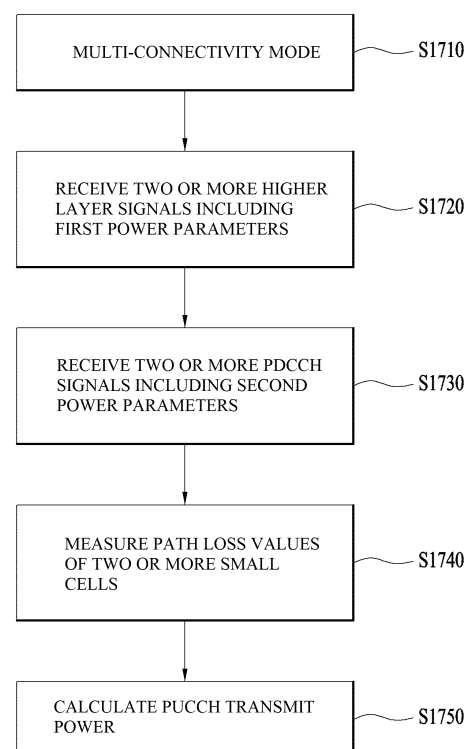 MULTI-CONNECTIVITY MODE
S1710
RECEIVE TWO OR MORE HIGHER
LAYER SIGNALS INCLUDING
FIRST POWER PARAMETERS
S1720
RECEIVE TWO OR MORE PDCCH
SIGNALS INCLUDING SECOND
POWER PARAMETERS
S1730
MEASURE PATH LOSS VALUES
OF TWO OR MORE SMALL
CELLS
S1740
CALCULATE PUCCH TRANSMIT
POWER
S1750